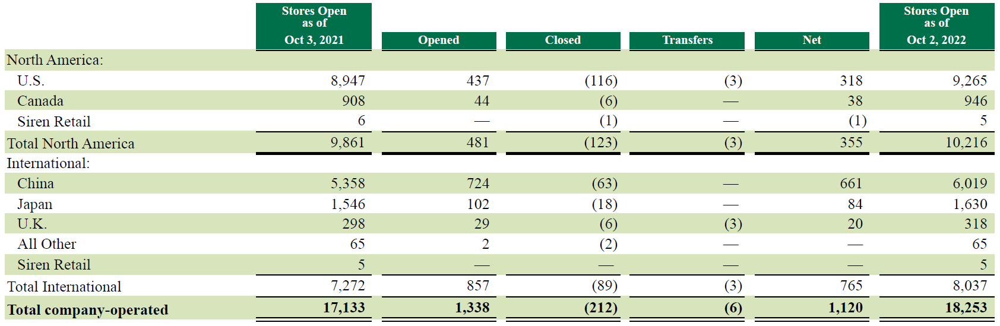 Stores Open as of Oct 3, 2021 Opened Closed Transfers Net Stores Open as of Oct 2, 2022
North America:
U.S. 8,947 437 (116) (3) 318 9,265
Canada 908 44 (6) — 38 946
Siren Retail 6 — (1) — (1) 5
Total North America 9,861 481 (123) (3) 355 10,216
International:
China 5,358 724 (63) — 661 6,019
Japan 1,546 102 (18) — 84 1,630
U.K. 298 29 (6) (3) 20 318
All Other 65 2 (2) — — 65
Siren Retail 5 — — — — 5
Total International 7,272 857 (89) (3) 765 8,037
Total company-operated 17,133 1,338 (212) (6) 1,120 18,253